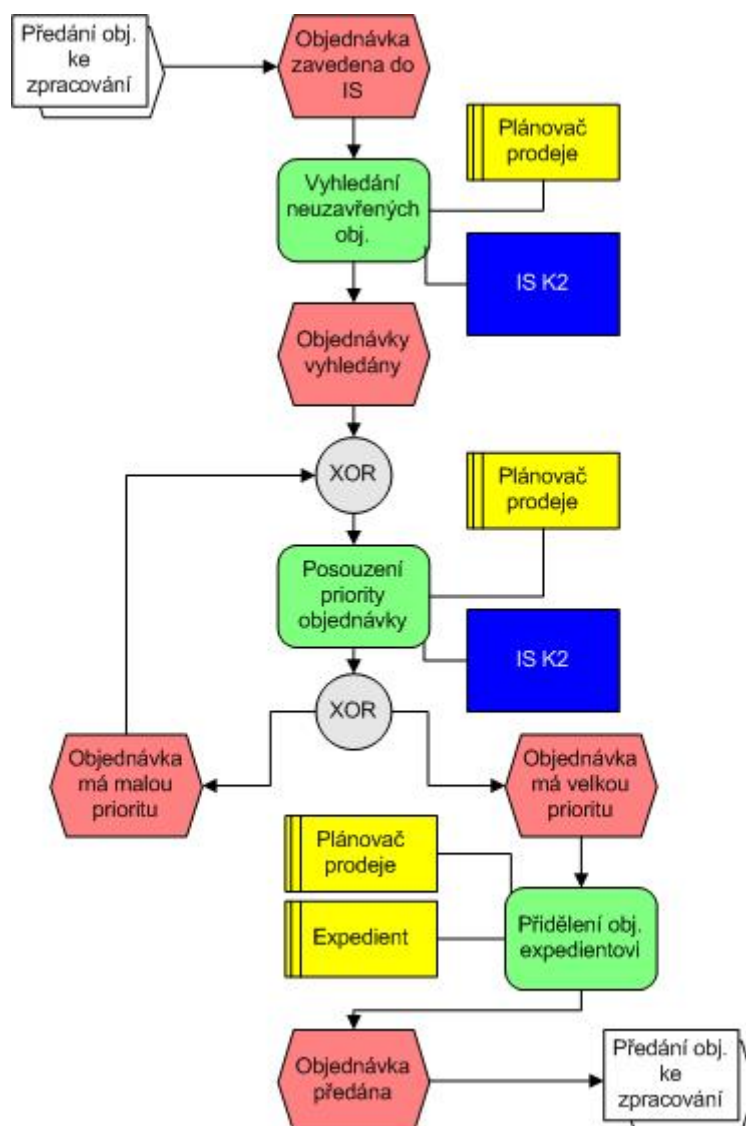 Předání obj.
ke
zpracování
Objednávka
zavedena do
IS
Plánovač
prodeje
Vyhledání
neuzavřených
obj.
IS K2
Objednávky
vyhledány
XOR
Plánovač
prodeje
Posouzení
priority
objednávky
IS K2
XOR
Objednávka
má malou
prioritu
Objednávka
má velkou
prioritu
Plánovač
prodeje
Expedient
Přidělení obj.
expedientovi
Objednávka
předána
Předání obj.
ke
zpracování